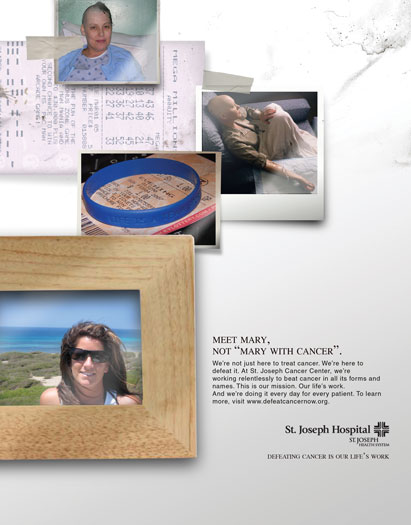 MEGA MILLIONS
MEET MARY,
NOT “MARY WITH CANCER”.
We're not just here to treat cancer. We're here to
defeat it. At St. Joseph Cancer Center, we're
working relentlessly to beat cancer in all its forms and
names. This is our mission. Our life's work.
And we're doing it every day for every patient. To learn
more, visit www.defeatcancernow.org.
St. Joseph Hospital
ST. JOSEPH
HEALTH SYSTEM
DEFEATING CANCER IS OUR LIFE'S WORK